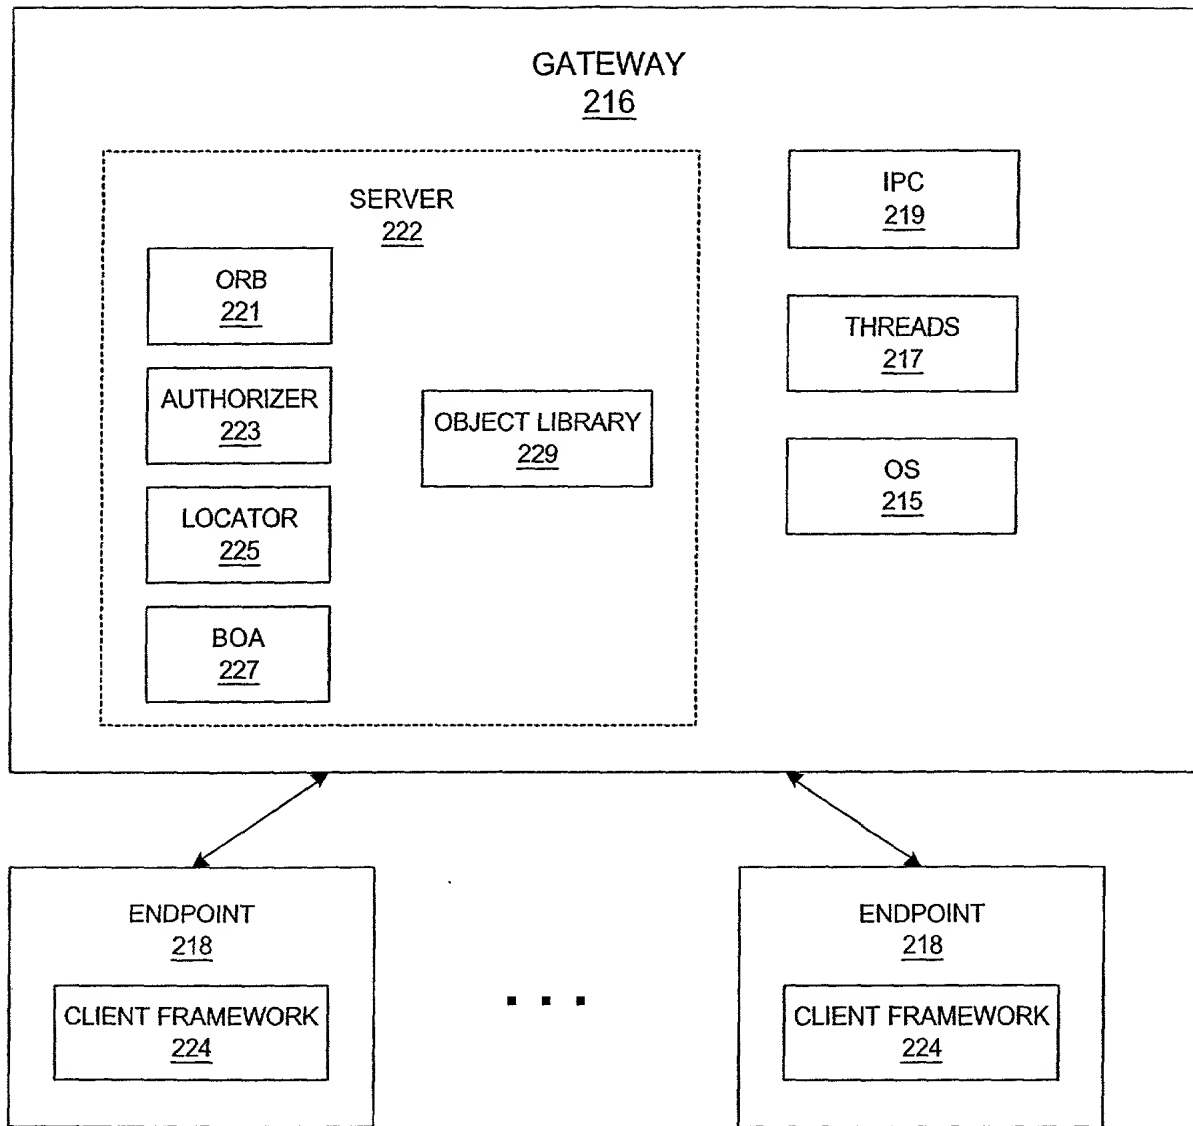 GATEWAY
216
SERVER
222
ORB
221
AUTHORIZER
223
LOCATOR
225
BOA
227
OBJECT LIBRARY
229
IPC
219
THREADS
217
OS
215
ENDPOINT
218
CLIENT FRAMEWORK
224
. . .
ENDPOINT
218
CLIENT FRAMEWORK
224